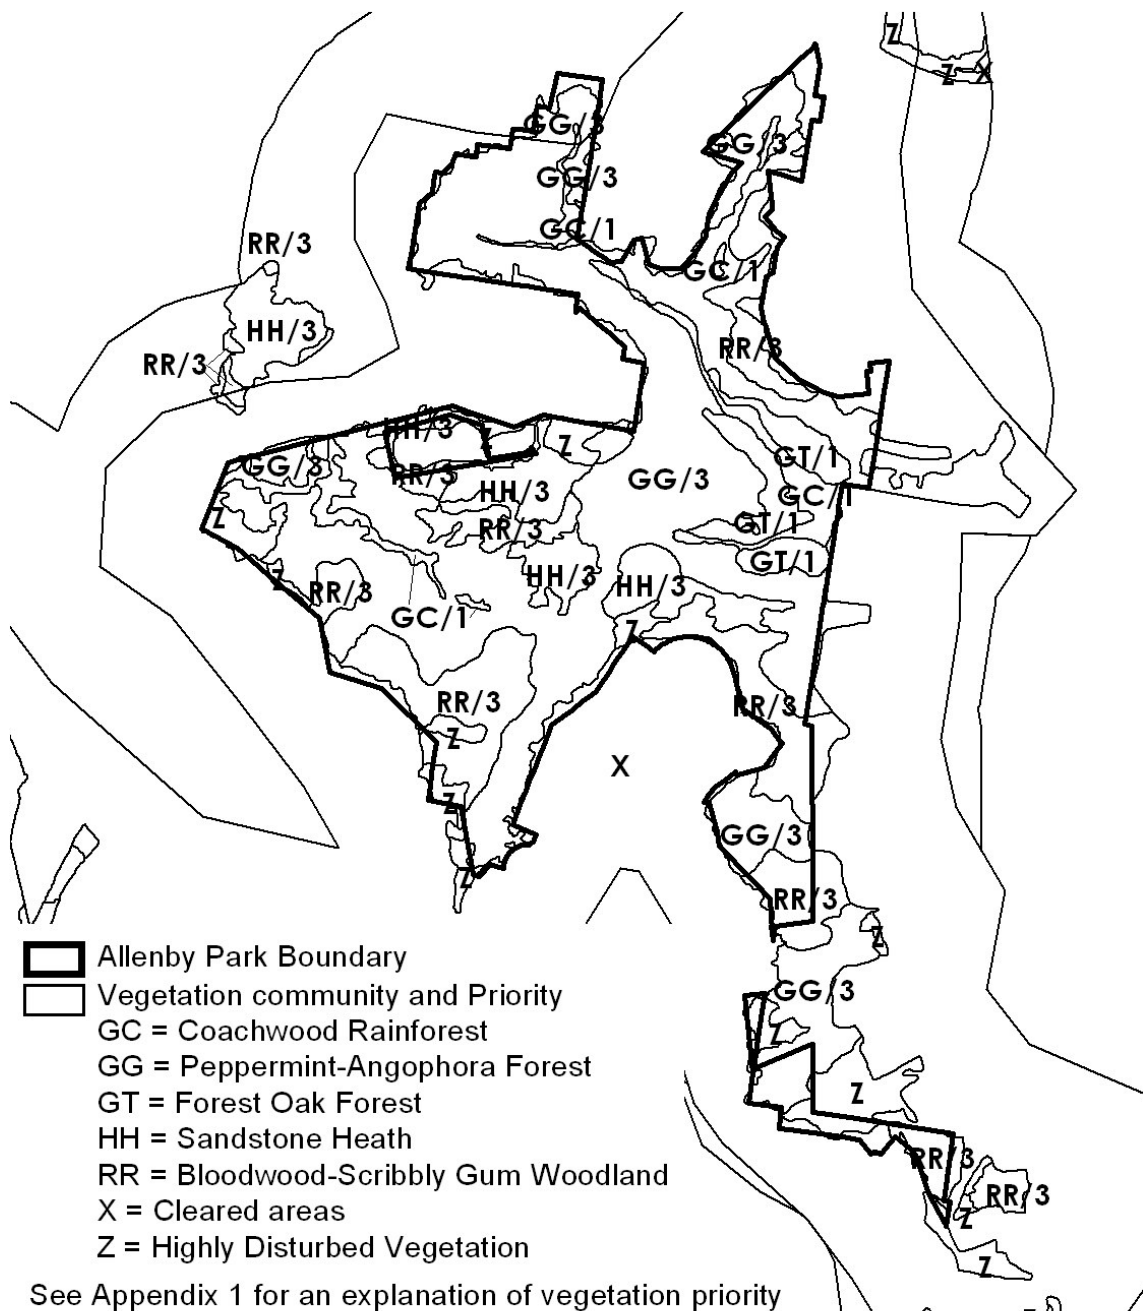 Z
Z X
GG/3
GG/3
GG/3
GC/1
RR/3
GC/1
HH/3
RR/3
RR/3
HH/3
Z
Z
GG/3
RR/3
GT/1
GG/3
HH/3
GC/1
Z
RR/3
GT/1
GT/1
Z
HH/3
HH/3
RR/3
GC/1
Z
RR/3
RR/3
Z
X
Z
GG/3
Z
RR/3
Z
GG/3
Z
Z
RR/3
RR/3
Z
Z
Allenby Park Boundary
Vegetation community and Priority
GC = Coachwood Rainforest
GG = Peppermint-Angophora Forest
GT = Forest Oak Forest
HH = Sandstone Heath
RR = Bloodwood-Scribbly Gum Woodland
X = Cleared areas
Z = Highly Disturbed Vegetation
See Appendix 1 for an explanation of vegetation priority